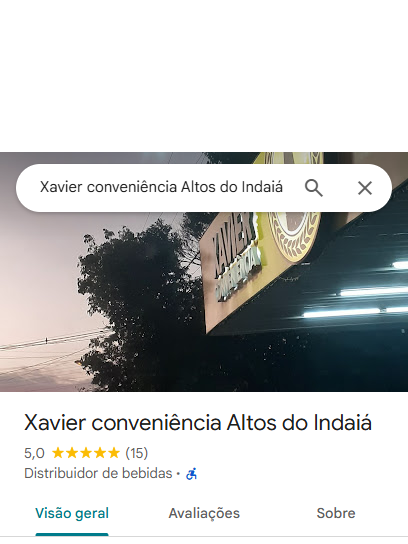 Xavier conveniência Altos do Indaiá
XAVIER
CONVENIÊNCIA
Xavier conveniência Altos do Indaiá
5,0 (15)
Distribuidor de bebidas ·
Visão geral
Avaliações
Sobre